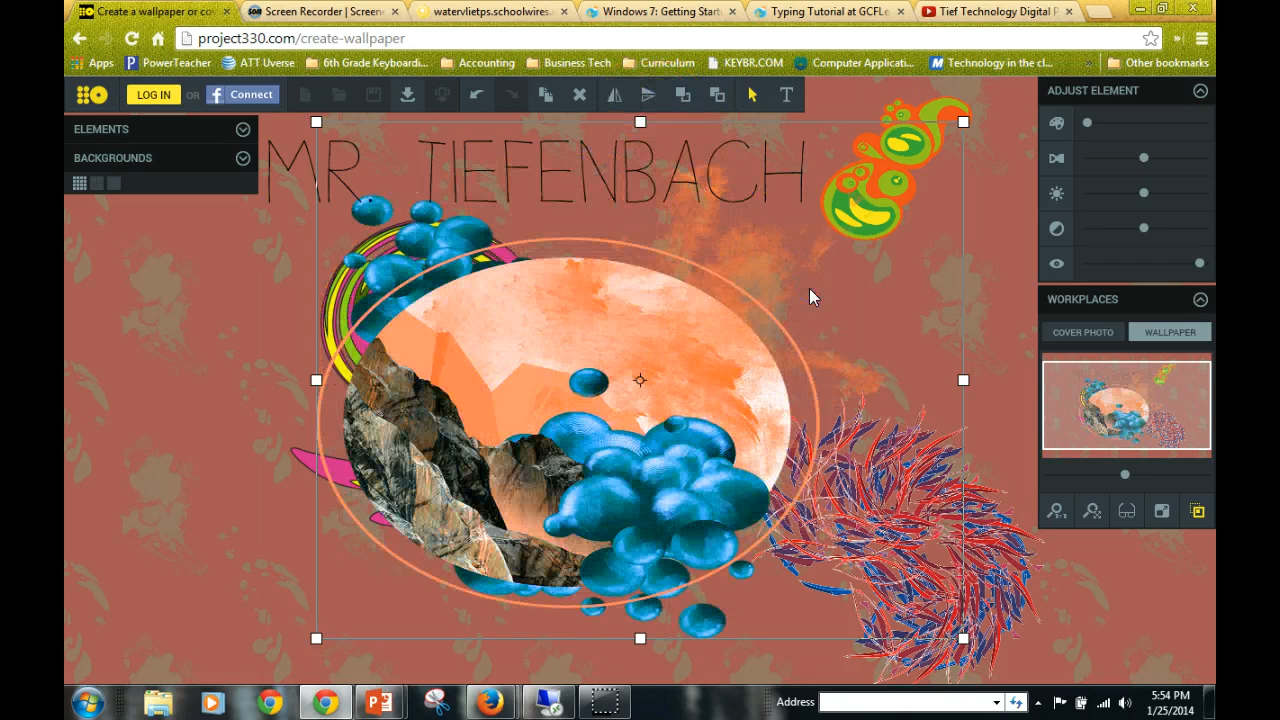 Create a wallpaper or co
Screen Recorder | Screen
watervlietps.schoolwires.
Windows 7: Getting Star
Typing Tutorial at GCFLe
Tief Technology Digital P
project330.com/create-wallpaper
Apps
PowerTeacher
ATT Uverse
6th Grade Keyboardi...
Accounting
Business Tech
Curriculum
KEYBR.COM
Computer Applicati...
Technology in the cl...
Other bookmarks
LOG IN
OR
Connect
ADJUST ELEMENT
ELEMENTS
BACKGROUNDS
MR TIEFENBACH
WORKPLACES
COVER PHOTO
WALLPAPER
Address
5:54 PM
1/25/2014